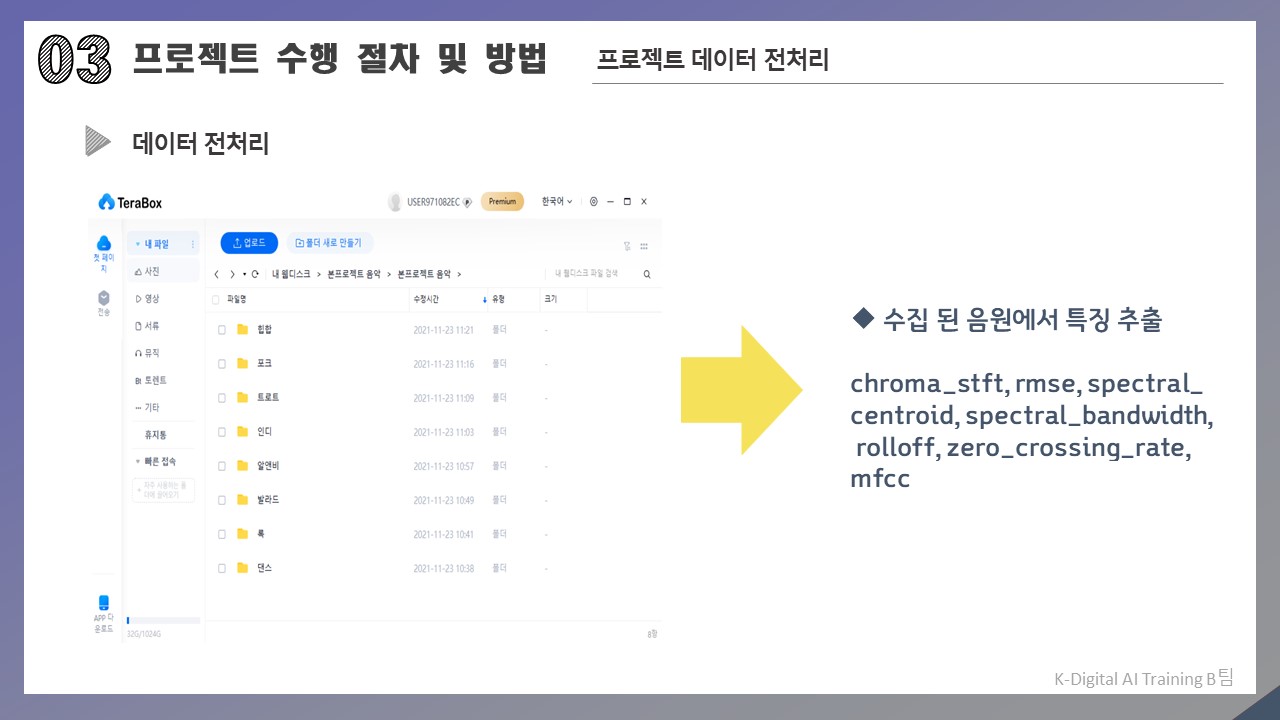 03 프로젝트 수행 절차 및 방법
프로젝트 데이터 전처리
데이터 전처리
TeraBox
USER971082EC
Premium
한국어
첫 페이지
전송
APP 다운로드
내 파일
사진
영상
서류
뮤직
Bt 토렌트
기타
휴지통
빠른 접속
자주 사용하는 폴더에 끌어오기
32G/1024G
업로드
폴더 새로 만들기
내 웹디스크 > 본프로젝트 음악 > 본프로젝트 음악 >
내 웹디스크 파일 검색
파일명 수정시간 유형 크기
힙합 2021-11-23 11:21 폴더 -
포크 2021-11-23 11:16 폴더 -
트로트 2021-11-23 11:09 폴더 -
인디 2021-11-23 11:03 폴더 -
알앤비 2021-11-23 10:57 폴더 -
발라드 2021-11-23 10:49 폴더 -
록 2021-11-23 10:41 폴더 -
댄스 2021-11-23 10:38 폴더 -
8항
◆ 수집 된 음원에서 특징 추출
chroma_stft, rmse, spectral_
centroid, spectral_bandwidth,
rolloff, zero_crossing_rate,
mfcc
K-Digital AI Training B팀